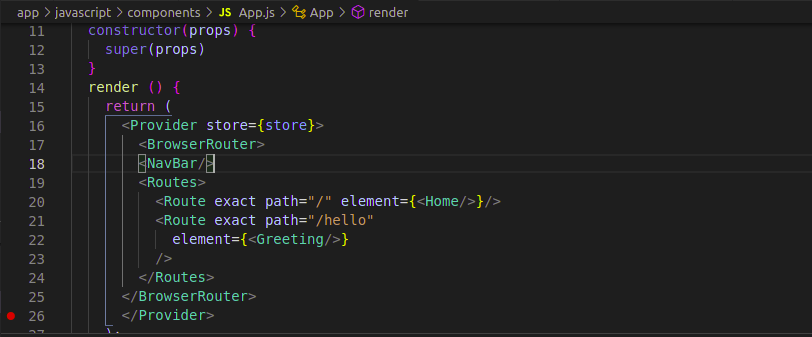 app > javascript > components > JS App.js > App > render
11 constructor(props) {
12 super(props)
13 }
14 render () {
15 return (
16 <Provider store={store}>
17 <BrowserRouter>
18 <NavBar/>
19 <Routes>
20 <Route exact path="/" element={<Home/>}/>
21 <Route exact path="/hello"
22 element={<Greeting/>}
23 />
24 </Routes>
25 </BrowserRouter>
26 </Provider>
27 );